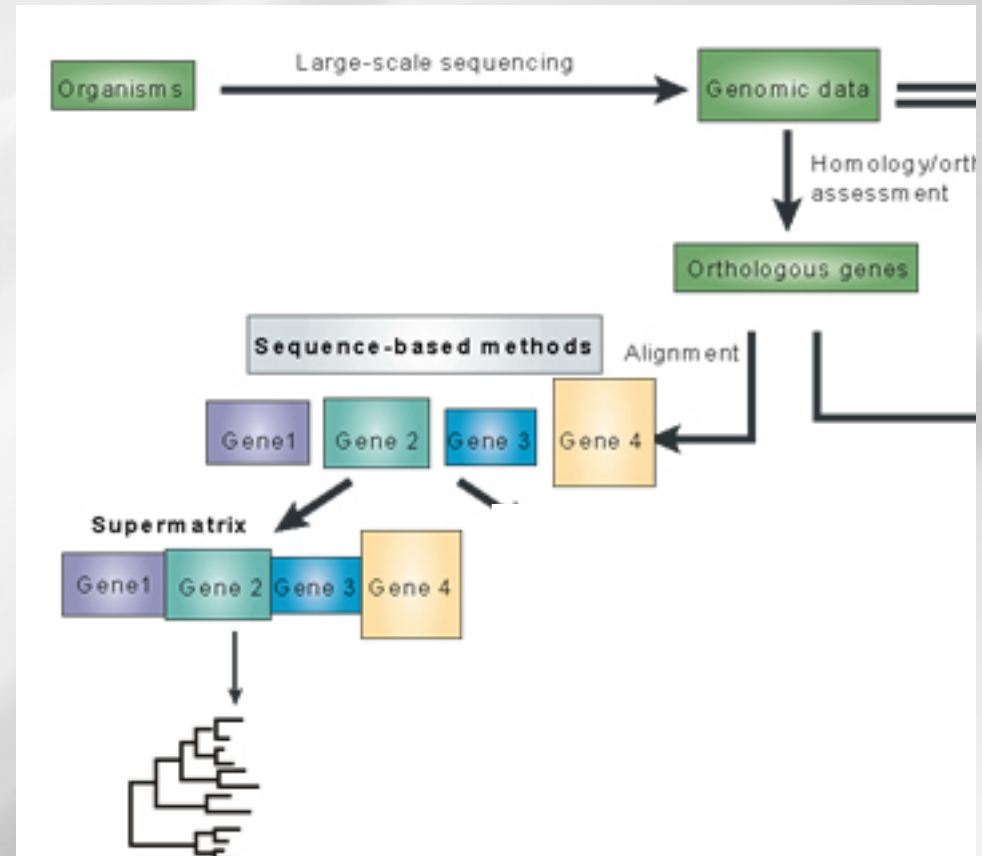 Organisms
Large-scale sequencing
Genomic data
Homology/orth
assessment
Orthologous genes
Sequence-based methods
Alignment
Gene1
Gene 2
Gene 3
Gene 4
Supermatrix
Gene1
Gene 2
Gene 3
Gene 4